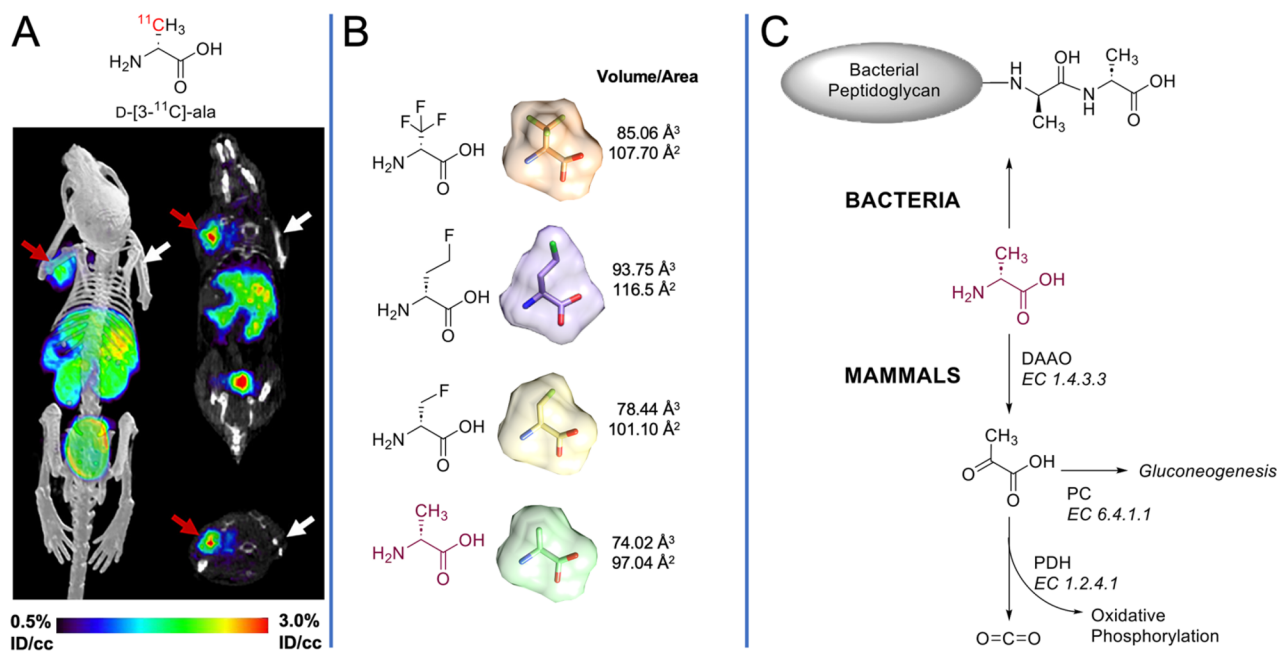 A
¹¹CH₃
H₂N
OH
O
D-[3-¹¹C]-ala
0.5%
ID/cc
3.0%
ID/cc
B
Volume/Area
F
F
F
H₂N
OH
O
85.06 Å³
107.70 Å²
F
H₂N
OH
O
93.75 Å³
116.5 Å²
F
H₂N
OH
O
78.44 Å³
101.10 Å²
CH₃
H₂N
OH
O
74.02 Å³
97.04 Å²
C
Bacterial
Peptidoglycan
H
N
CH₃
OH
O
N
H
CH₃
OH
O
BACTERIA
CH₃
H₂N
OH
O
MAMMALS
DAAO
EC 1.4.3.3
CH₃
O
OH
O
PC
EC 6.4.1.1
Gluconeogenesis
PDH
EC 1.2.4.1
Oxidative
Phosphorylation
O=C=O